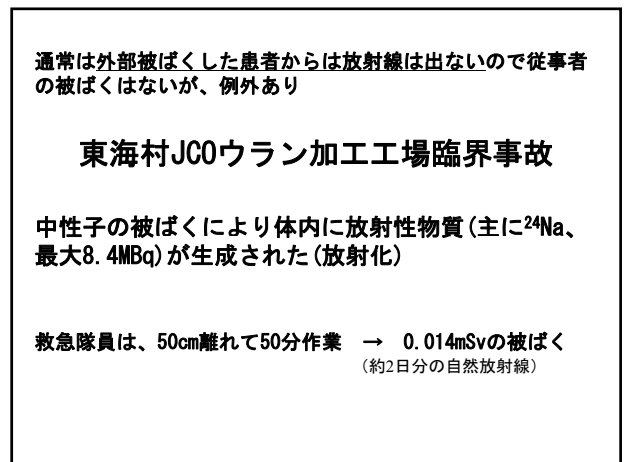 通常は外部被ばくした患者からは放射線は出ないので従事者
の被ばくはないが、例外あり
東海村JCOウラン加工工場臨界事故
中性子の被ばくにより体内に放射性物質(主に²⁴Na、
最大8.4MBq)が生成された(放射化)
救急隊員は、50cm離れて50分作業　→　0.014mSvの被ばく
（約2日分の自然放射線）